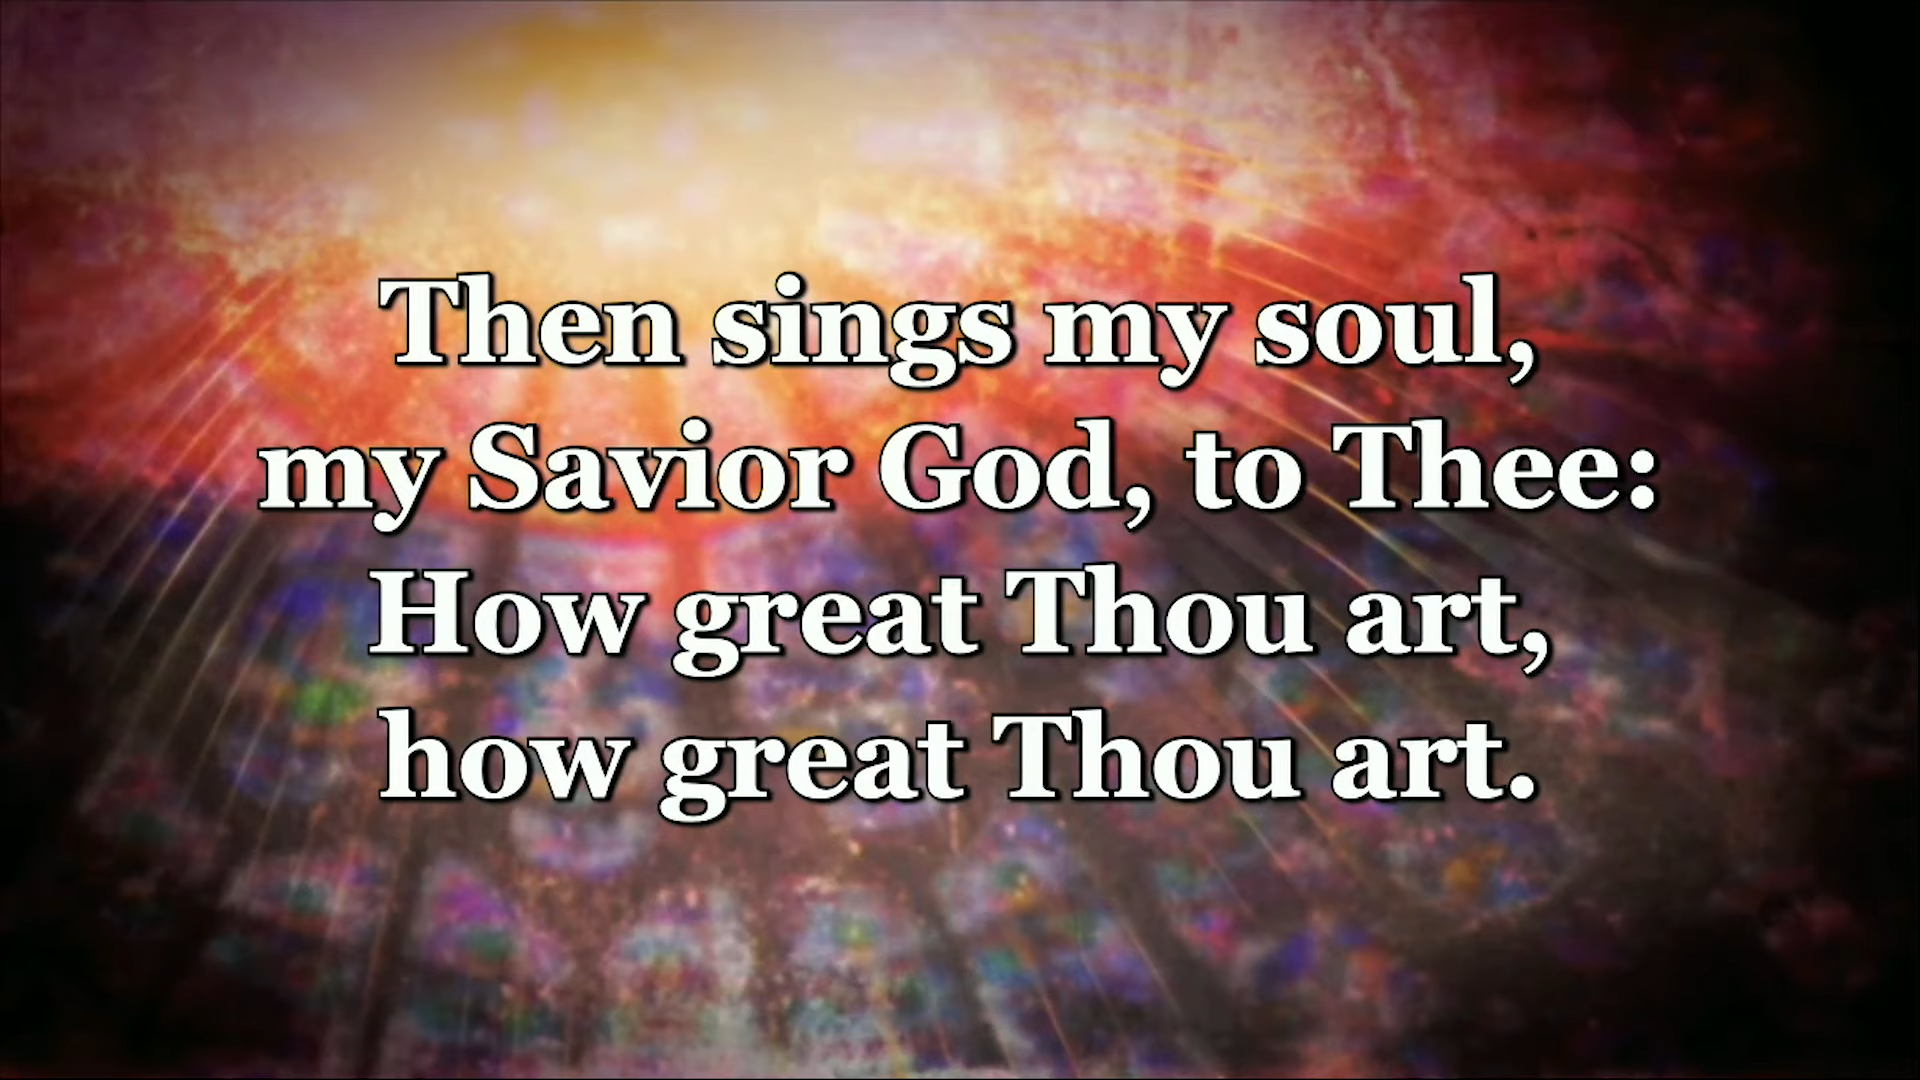 Then sings my soul,
my Savior God, to Thee:
How great Thou art,
how great Thou art.